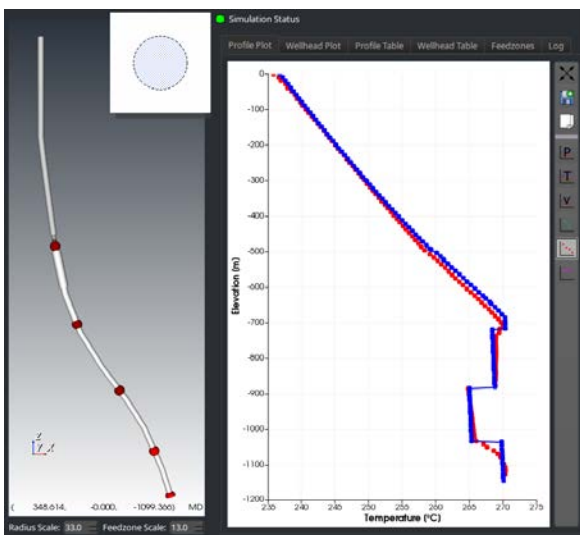 Simulation Status
Profile Plot Wellhead Plot Profile Table Wellhead Table Feedzones Log
0
-100
-200
-300
-400
-500
-600
-700
-800
-900
-1000
-1100
-1200
Elevation (m)
235 240 245 250 255 260 265 270 275
Temperature (°C)
P
T
V
Z
Y X
( 348.614, -0.000, -1099.366) MD
Radius Scale: 33.0 Feedzone Scale: 13.0